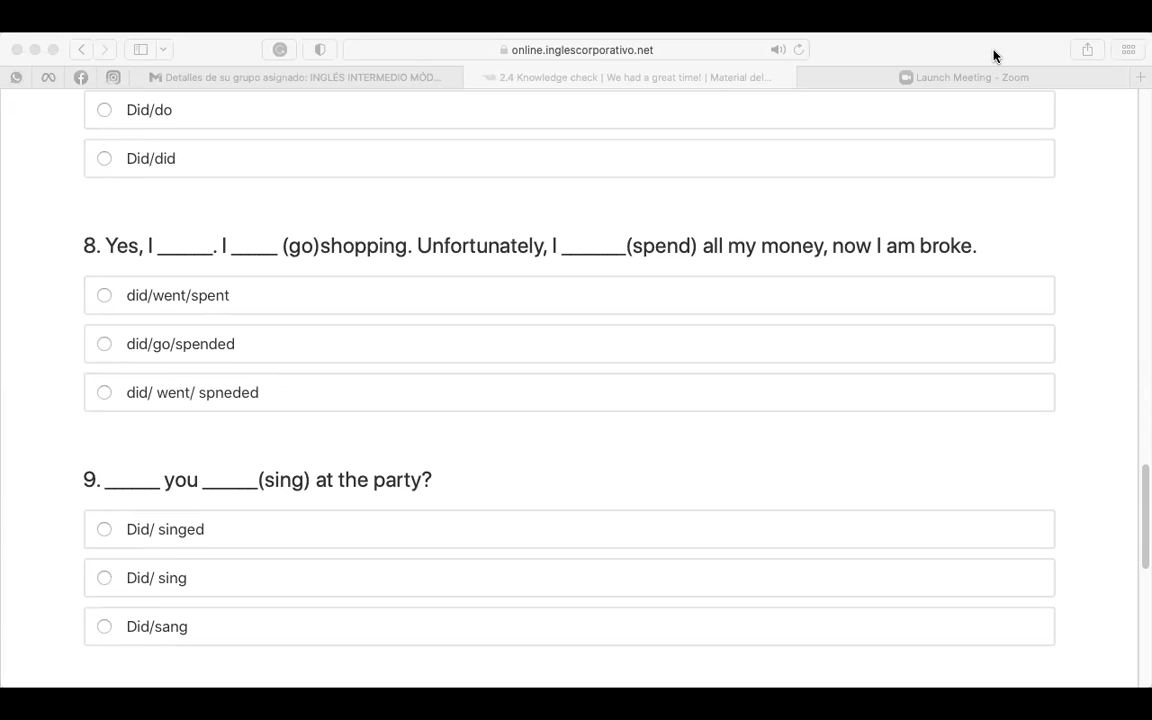 online.inglescorporativo.net
Detalles de su grupo asignado: INGLÉS INTERMEDIO MÓD...
2.4 Knowledge check | We had a great time! | Material del...
Launch Meeting - Zoom
Did/do
Did/did
8. Yes, I ______. I _____ (go)shopping. Unfortunately, I _______(spend) all my money, now I am broke.
did/went/spent
did/go/spended
did/ went/ spneded
9. ______ you ______(sing) at the party?
Did/ singed
Did/ sing
Did/sang